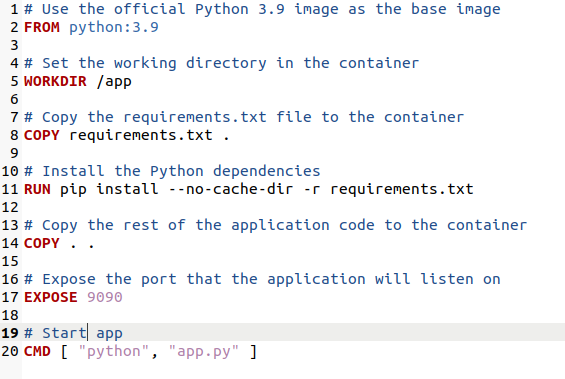 1 # Use the official Python 3.9 image as the base image
2 FROM python:3.9
3
4 # Set the working directory in the container
5 WORKDIR /app
6
7 # Copy the requirements.txt file to the container
8 COPY requirements.txt .
9
10 # Install the Python dependencies
11 RUN pip install --no-cache-dir -r requirements.txt
12
13 # Copy the rest of the application code to the container
14 COPY . .
15
16 # Expose the port that the application will listen on
17 EXPOSE 9090
18
19 # Start app
20 CMD [ "python", "app.py" ]